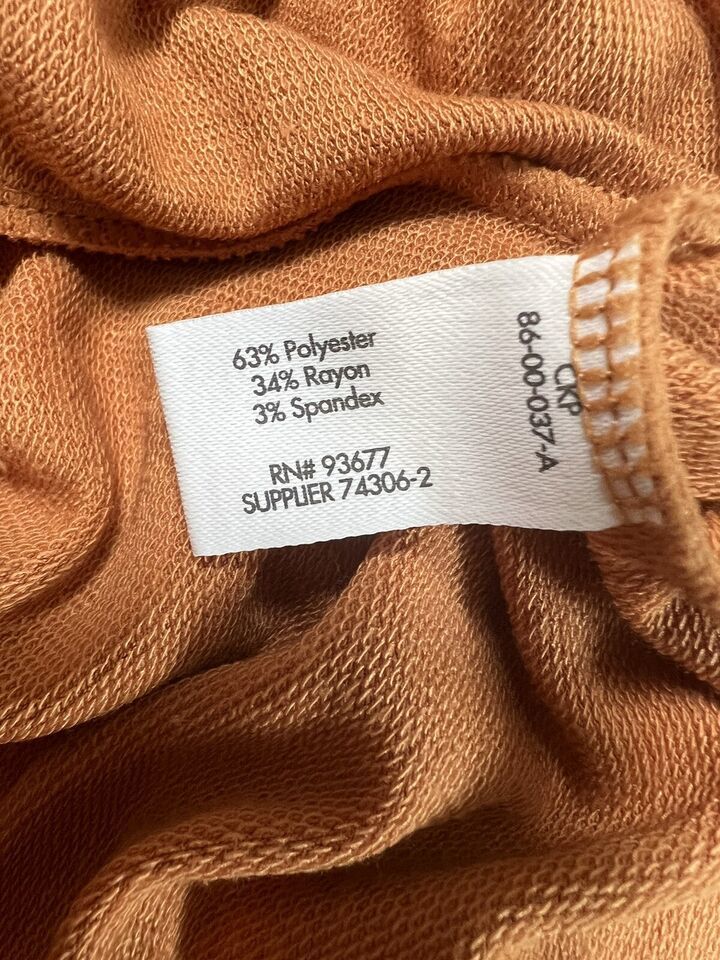 63% Polyester
34% Rayon
3% Spandex
RN# 93677
SUPPLIER 74306-2
CKP
86-00-037-A